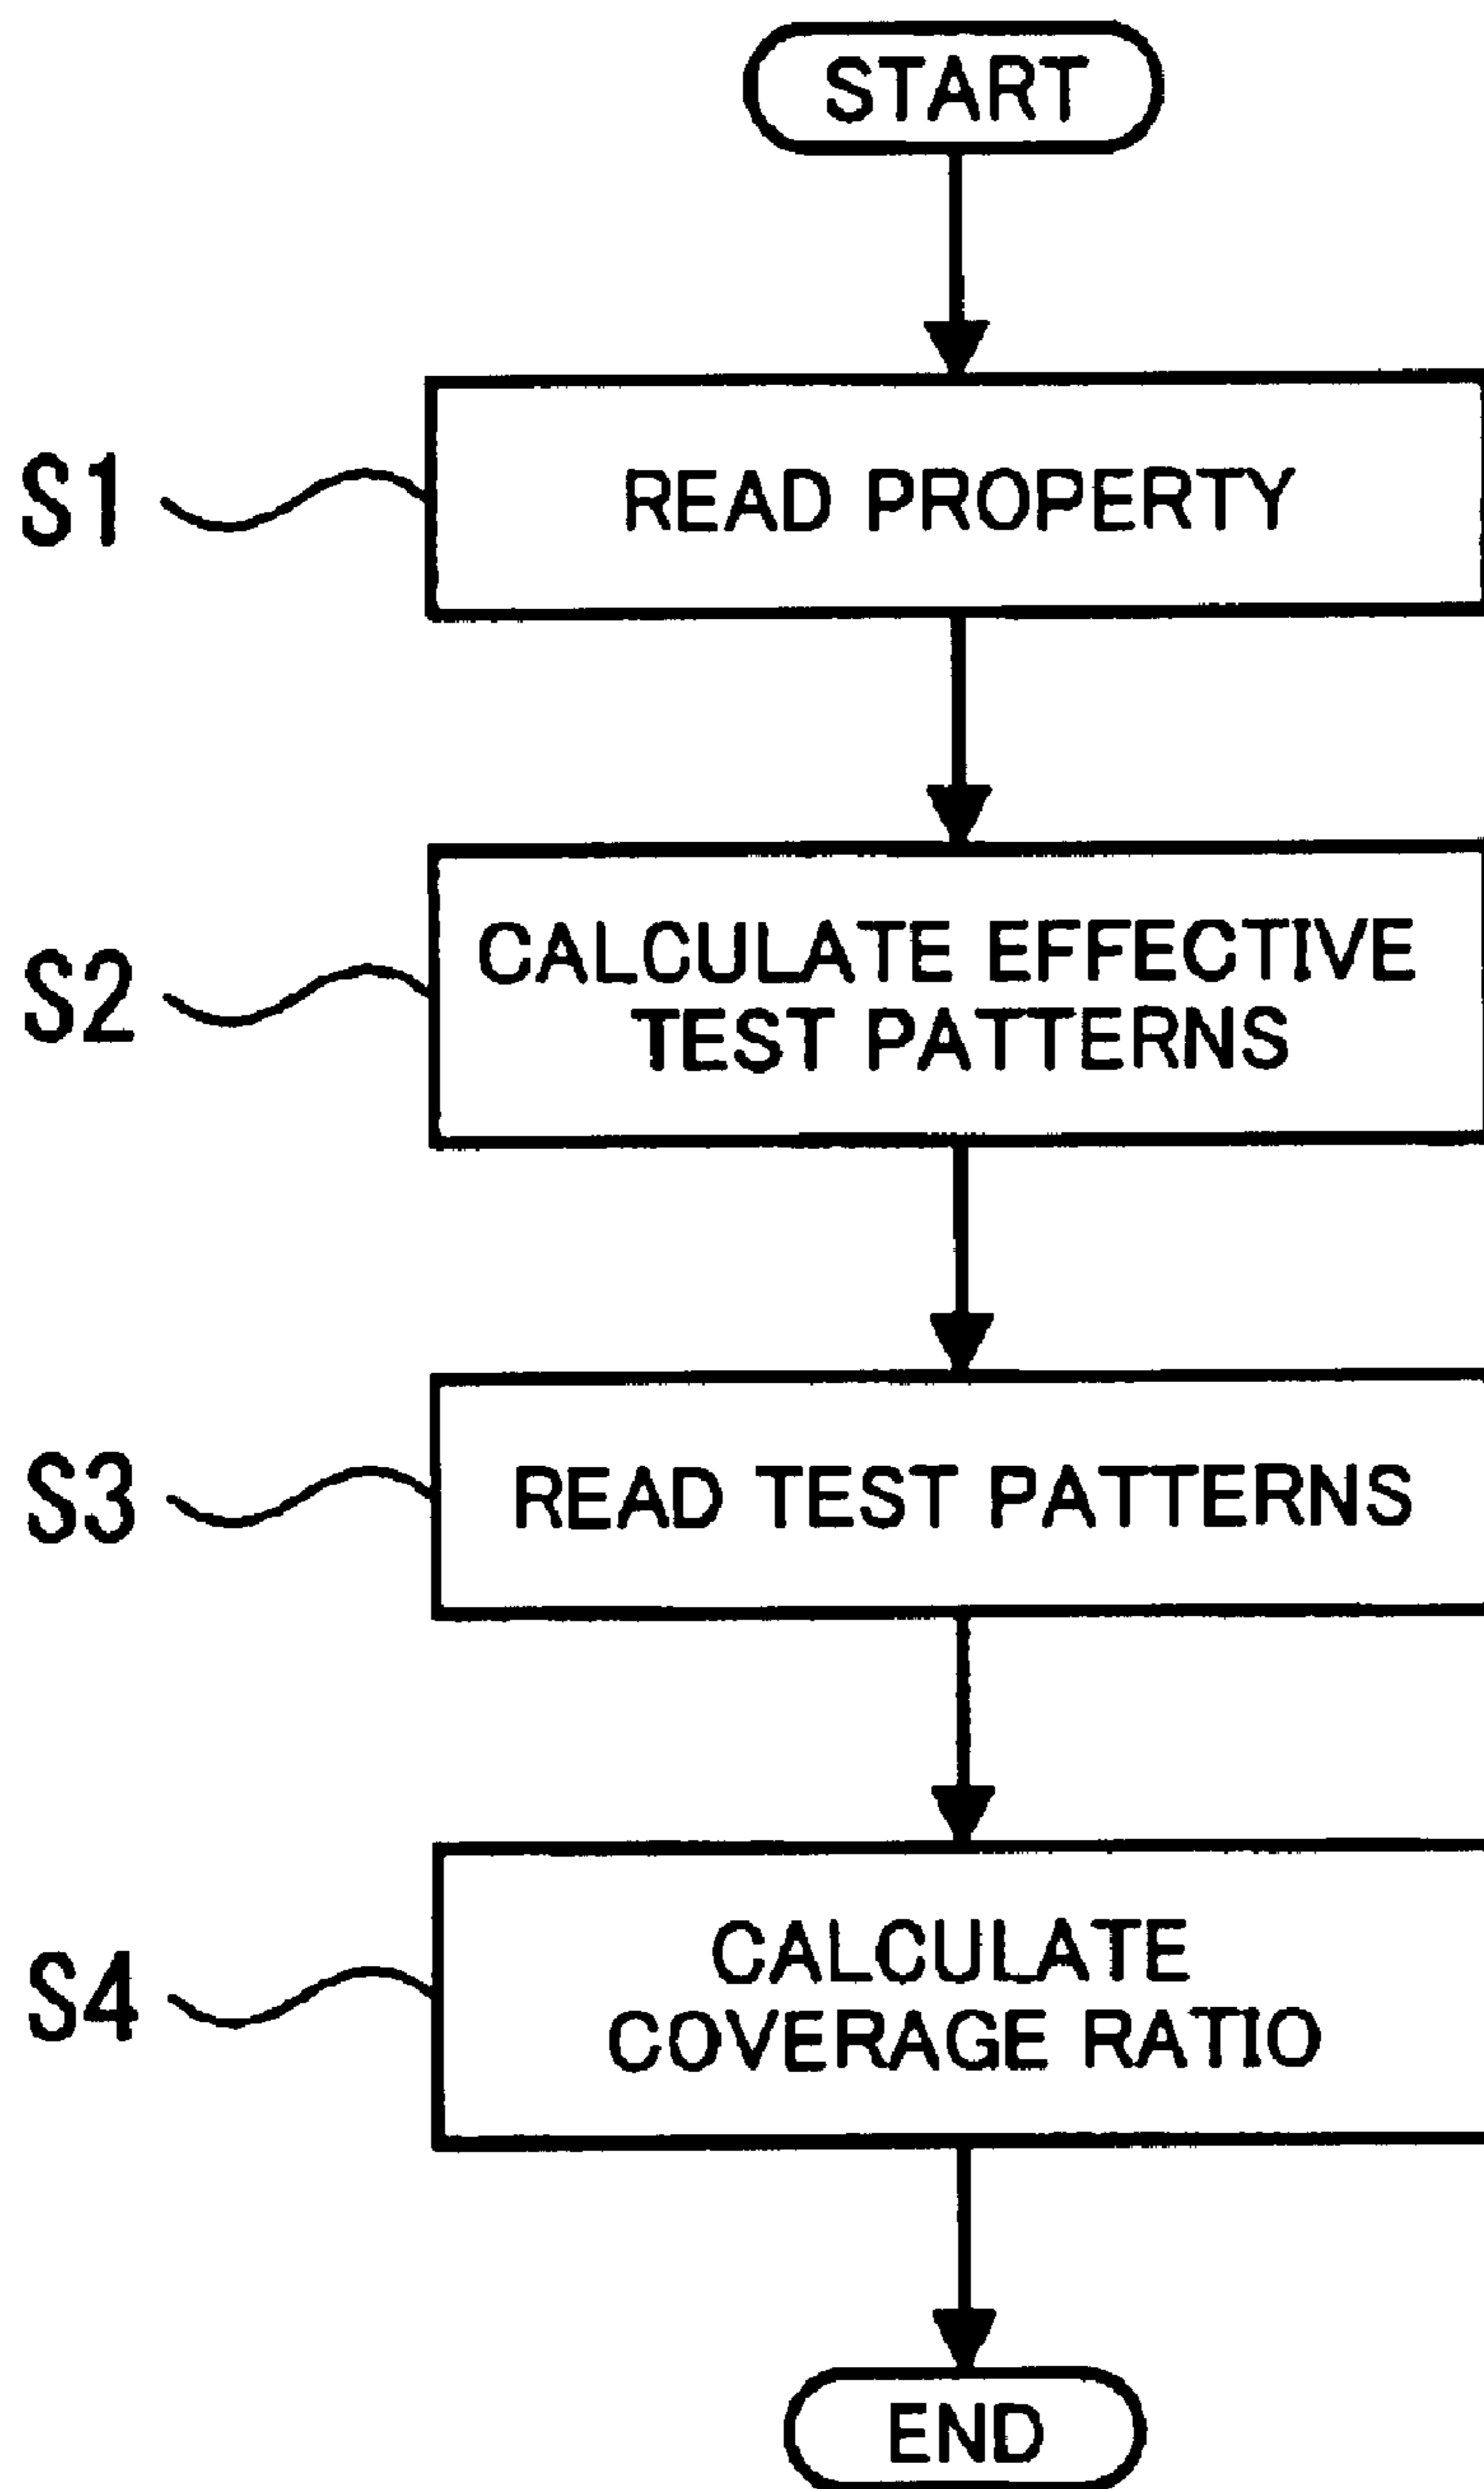 START
S1
READ PROPERTY
S2
CALCULATE EFFECTIVE
TEST PATTERNS
S3
READ TEST PATTERNS
S4
CALCULATE
COVERAGE RATIO
END